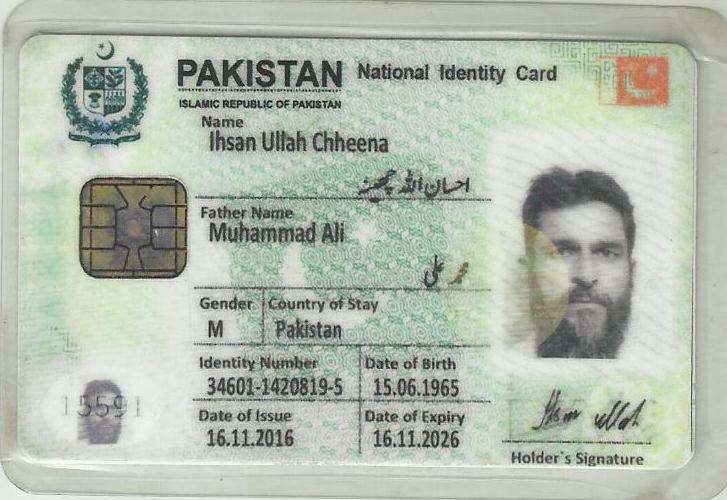 PAKISTAN National Identity Card
ISLAMIC REPUBLIC OF PAKISTAN
Name
Ihsan Ullah Chheena
احسان اللہ چھینہ
Father Name
Muhammad Ali
محمد علی
Gender Country of Stay
M Pakistan
Identity Number Date of Birth
34601-1420819-5 15.06.1965
15591
Date of Issue Date of Expiry
16.11.2016 16.11.2026
Ihsan ullah
Holder`s Signature